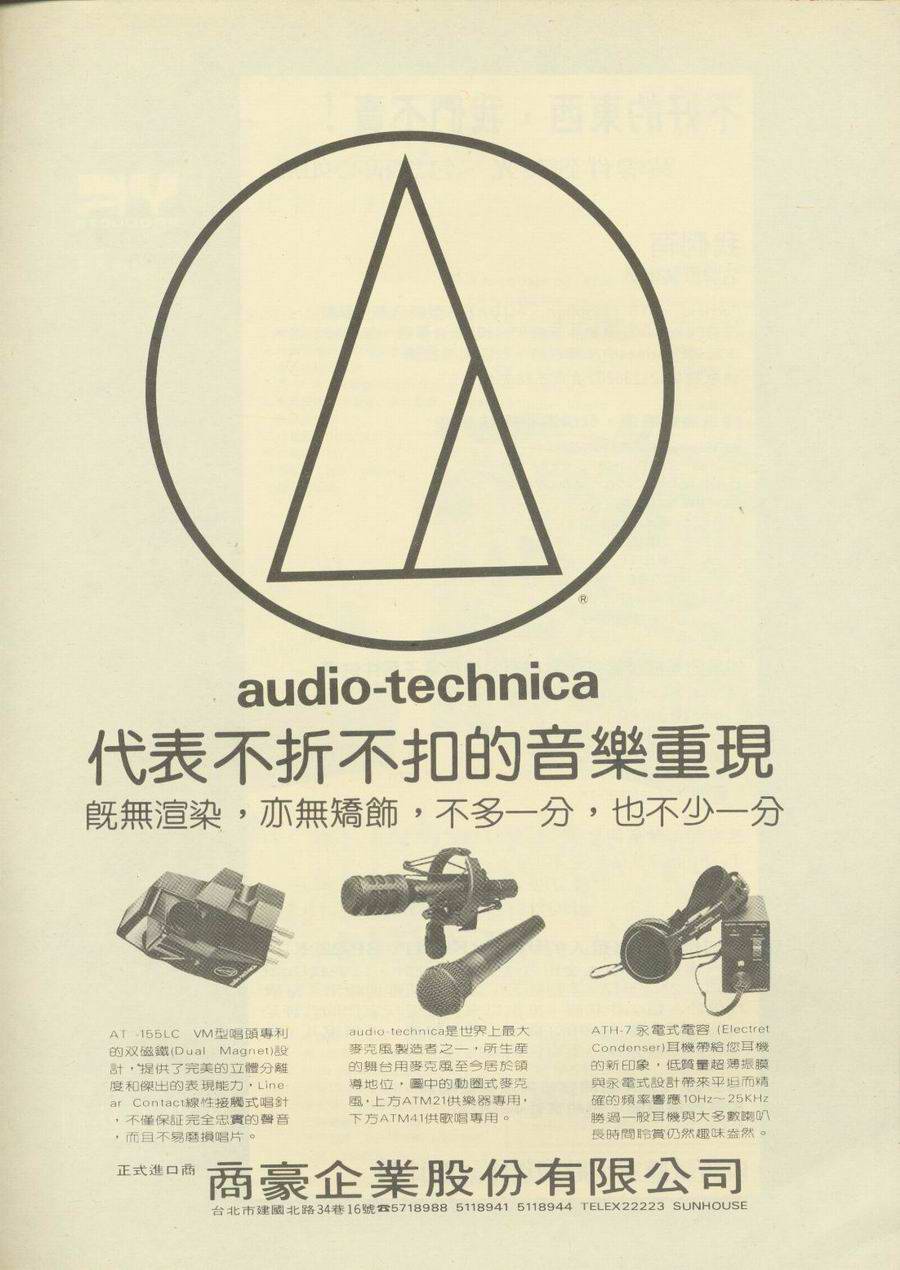 ®
audio-technica
代表不折不扣的音樂重現
既無渲染，亦無矯飾，不多一分，也不少一分
AT-155LC VM型唱頭專利
的双磁鐵(Dual Magnet)設
計，提供了完美的立體分離
度和傑出的表現能力，Line-
ar Contact線性接觸式唱針
，不僅保証完全忠實的聲音
，而且不易磨損唱片。
audio-technica是世界上最大
麥克風製造者之一，所生産
的舞台用麥克風至今居於領
導地位，圖中的動圈式麥克
風，上方ATM21供樂器專用，
下方ATM41供歌唱專用。
ATH-7永電式電容(Electret
Condenser)耳機帶給您耳機
的新印象，低質量超薄振膜
與永電式設計帶來平坦而精
確的頻率響應10Hz～25KHz
勝過一般耳機與大多數喇叭
長時間聆賞仍然趣味盎然。
正式進口商 商豪企業股份有限公司
台北市建國北路34巷16號☎5718988 5118941 5118944 TELEX22223 SUNHOUSE